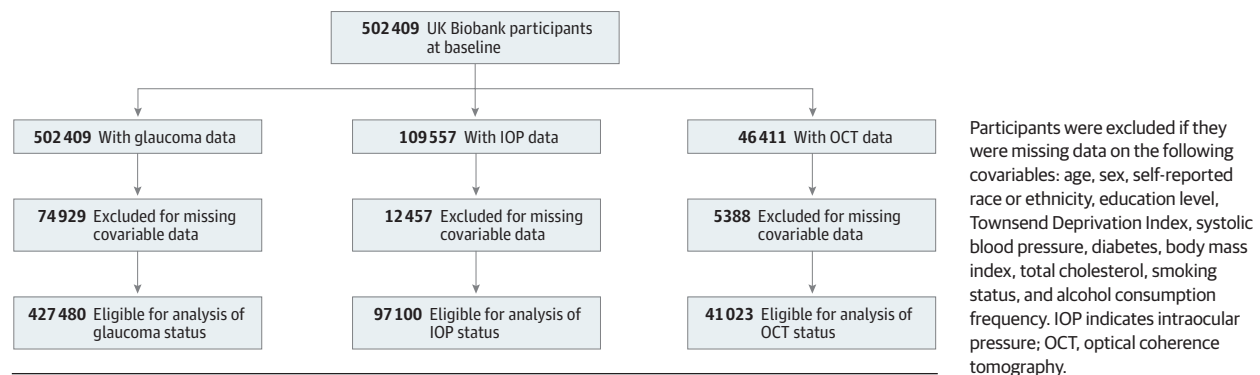 502 409 UK Biobank participants
at baseline
502 409 With glaucoma data
109 557 With IOP data
46 411 With OCT data
74 929 Excluded for missing
covariable data
12 457 Excluded for missing
covariable data
5388 Excluded for missing
covariable data
427 480 Eligible for analysis of
glaucoma status
97 100 Eligible for analysis of
IOP status
41 023 Eligible for analysis of
OCT status
Participants were excluded if they
were missing data on the following
covariables: age, sex, self-reported
race or ethnicity, education level,
Townsend Deprivation Index, systolic
blood pressure, diabetes, body mass
index, total cholesterol, smoking
status, and alcohol consumption
frequency. IOP indicates intraocular
pressure; OCT, optical coherence
tomography.